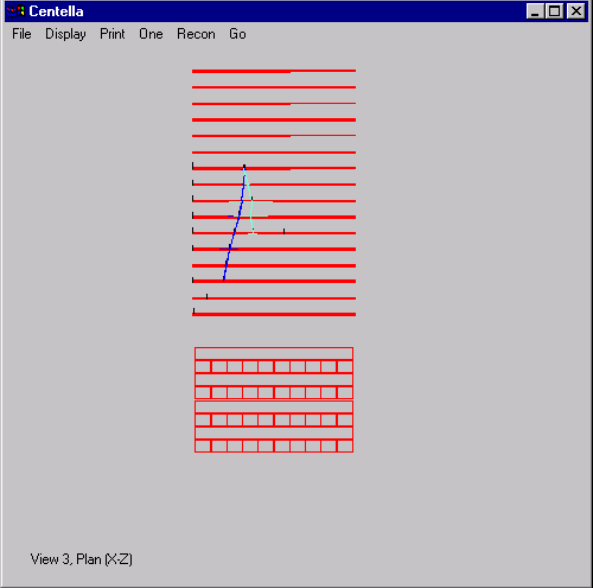 Centella
File Display Print One Recon Go
View 3, Plan (X-Z)